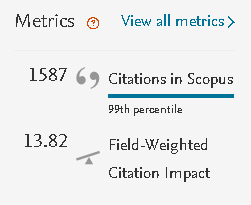 Metrics
View all metrics >
1587
Citations in Scopus
99th percentile
13.82
Field-Weighted
Citation Impact